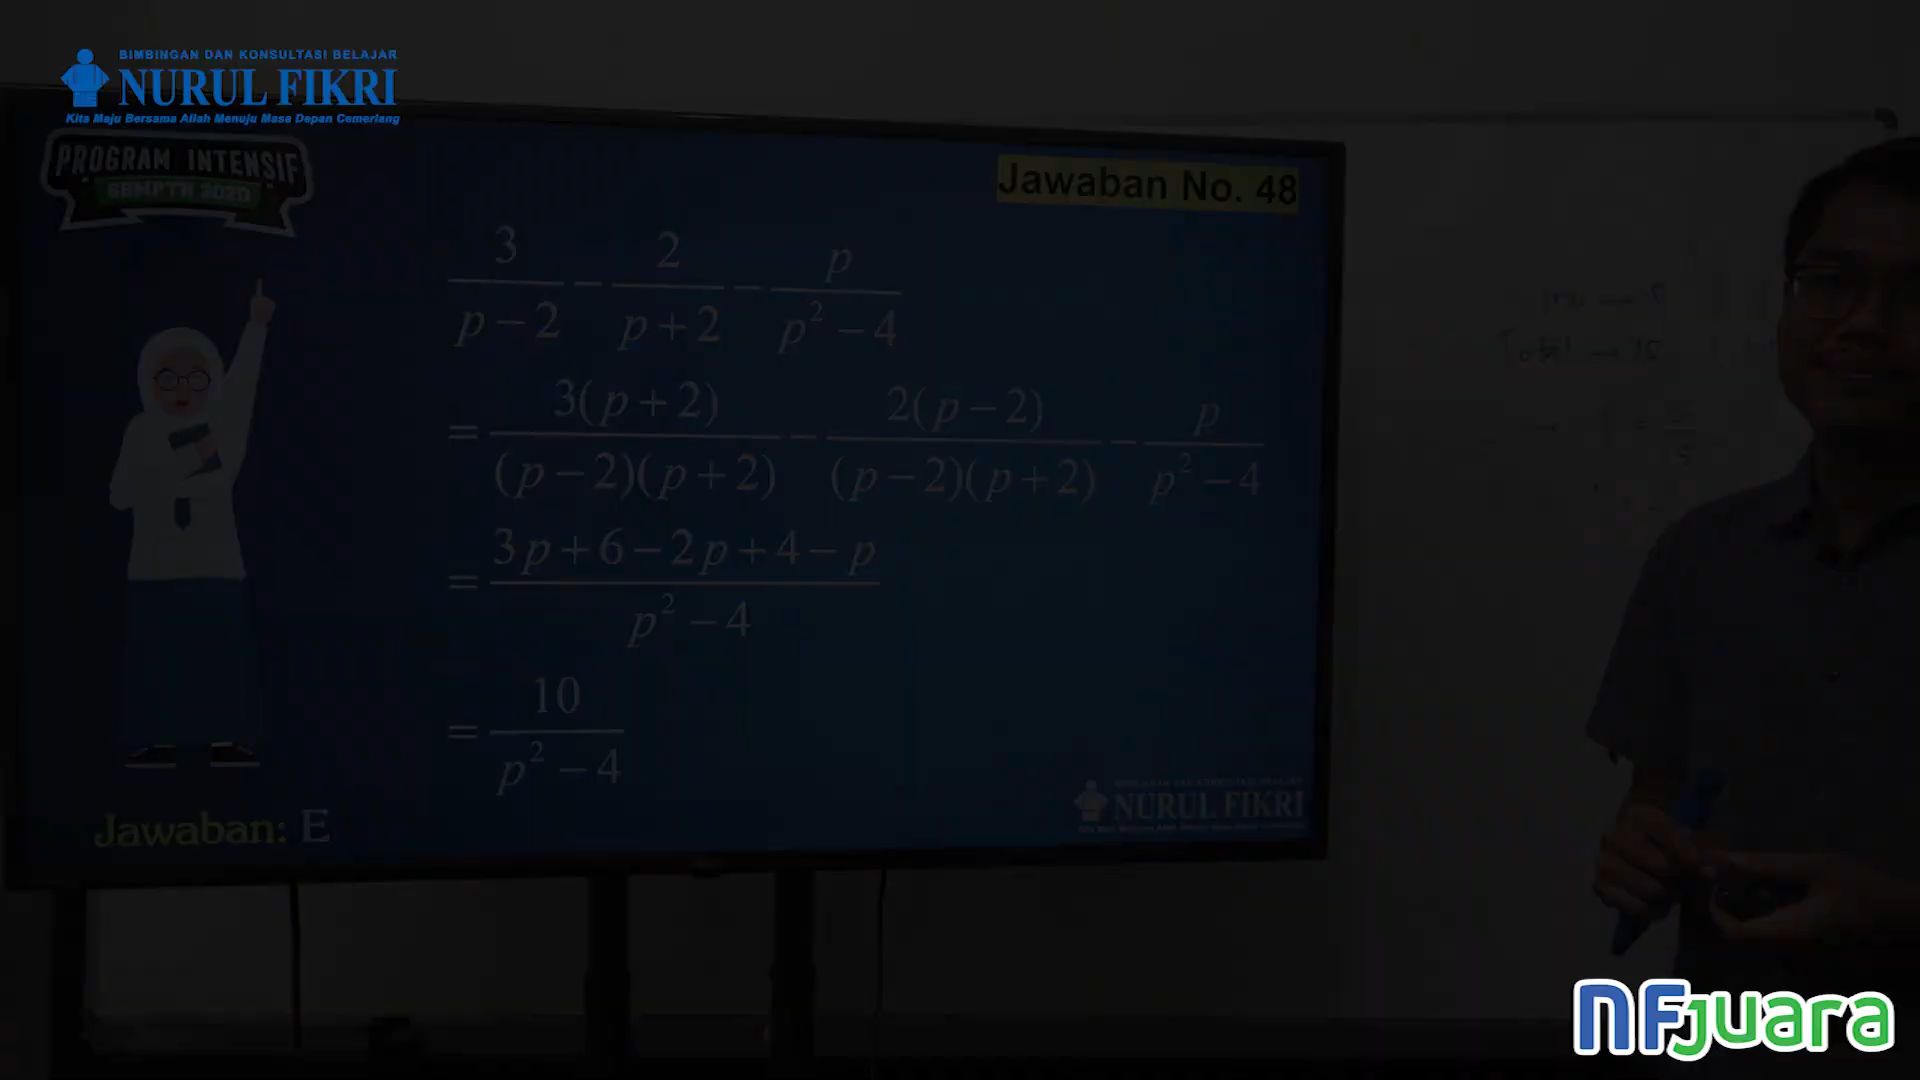 BIMBINGAN DAN KONSULTASI BELAJAR
NURUL FIKRI
Kita Maju Bersama Allah Menuju Masa Depan Cemerlang
PROGRAM INTENSIF
SBMPTN 2020
Jawaban No. 48
3/(p − 2) − 2/(p + 2) − p/(p² − 4)
= 3(p + 2)/((p − 2)(p + 2)) − 2(p − 2)/((p − 2)(p + 2)) − p/(p² − 4)
= (3p + 6 − 2p + 4 − p)/(p² − 4)
= 10/(p² − 4)
Jawaban: E
NURUL FIKRI
Total → 15
NFjuara